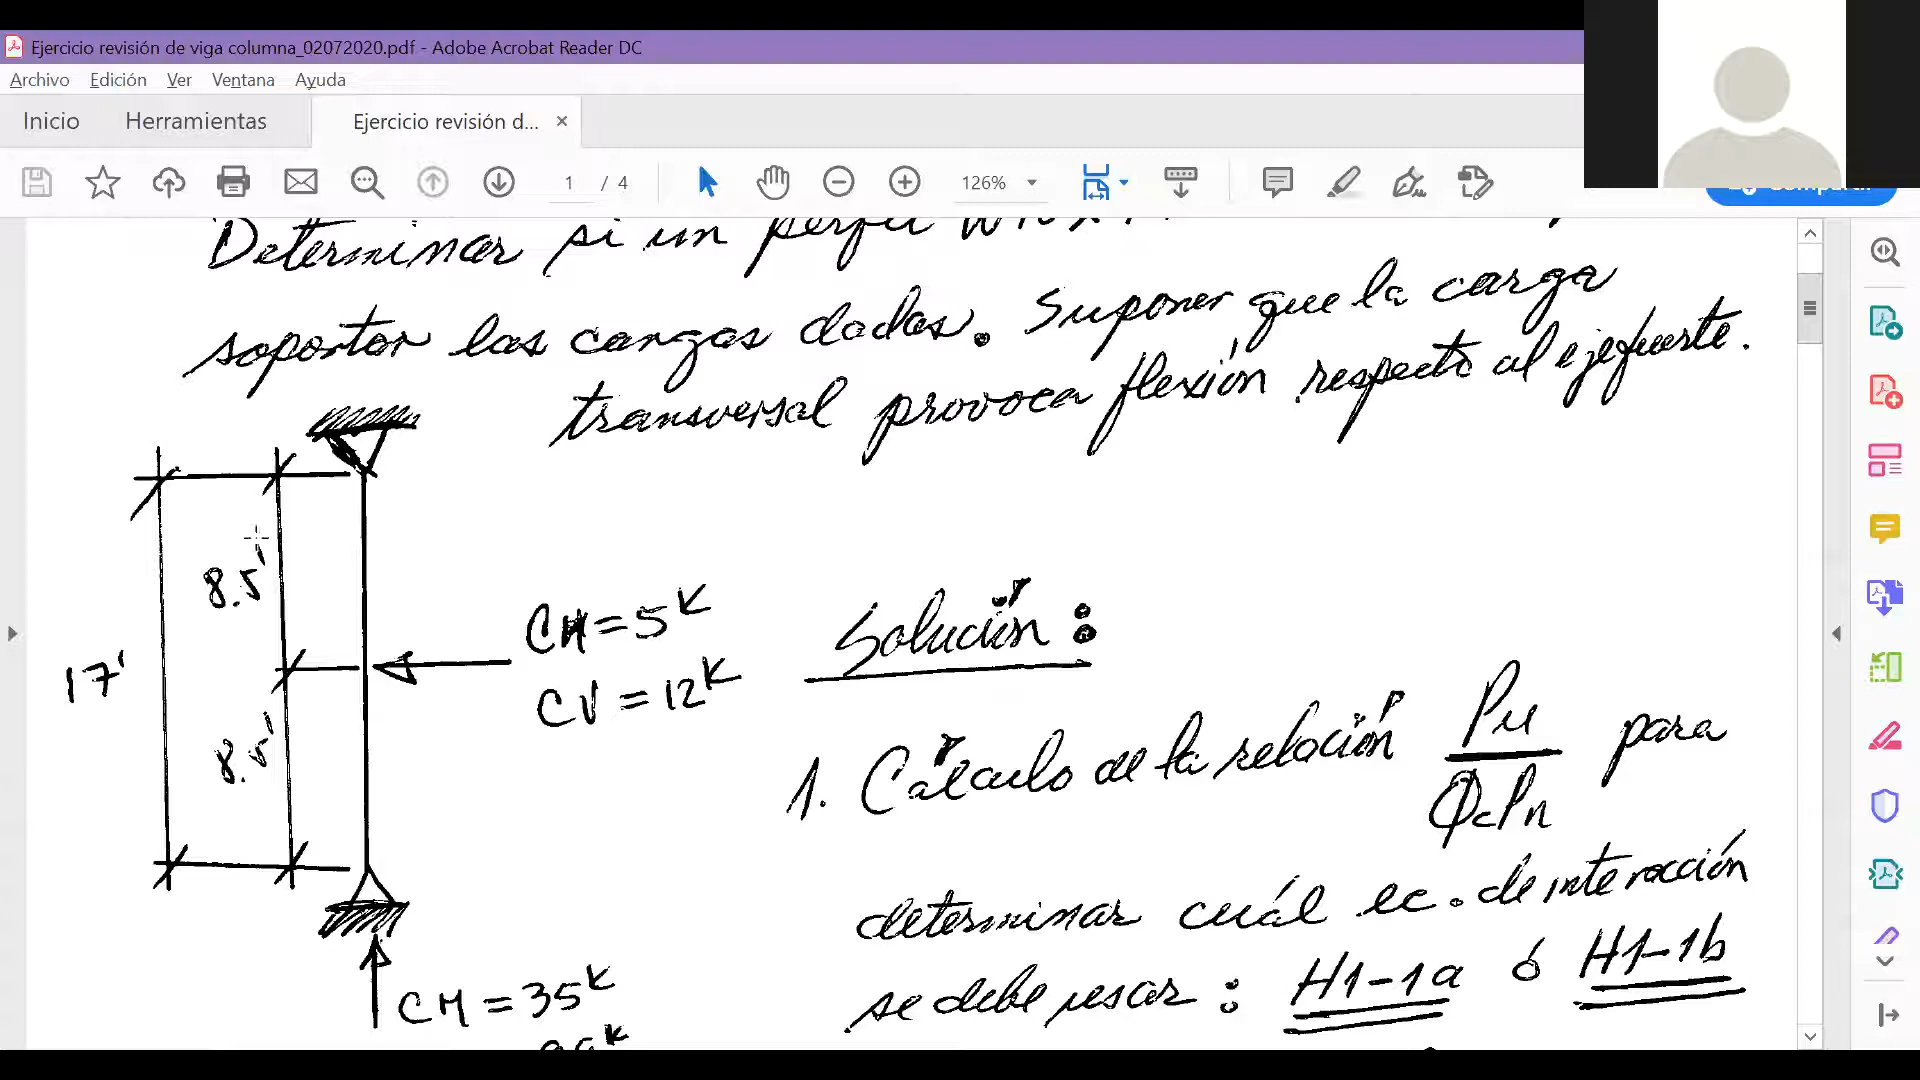 Ejercicio revisión de viga columna_02072020.pdf - Adobe Acrobat Reader DC
Archivo Edición Ver Ventana Ayuda
Inicio Herramientas Ejercicio revisión d... ×
1 / 4 126%
Determinar si un perfil
soportar las cargas dadas. Suponer que la carga
transversal provoca flexión respecto al eje fuerte.
8.5'
CM = 5K
Solución:
17'
CV = 12K
8.5'
1. Cálculo de la relación Pu para
ΦcPn
determinar cuál ec. de interacción
se debe usar: H1-1a ó H1-1b
CM = 35K